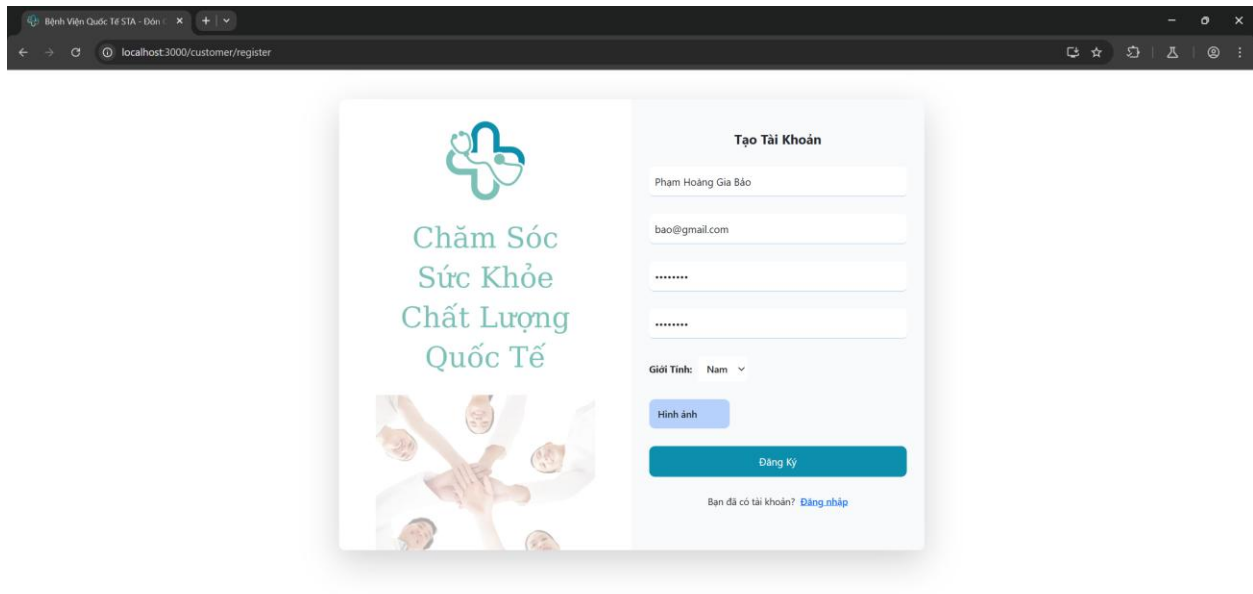 Bệnh Viện Quốc Tế STA - Đón
localhost:3000/customer/register
Chăm Sóc
Sức Khỏe
Chất Lượng
Quốc Tế
Tạo Tài Khoản
Phạm Hoàng Gia Bảo
bao@gmail.com
••••••••
••••••••
Giới Tính: Nam
Hình ảnh
Đăng Ký
Bạn đã có tài khoản? Đăng nhập